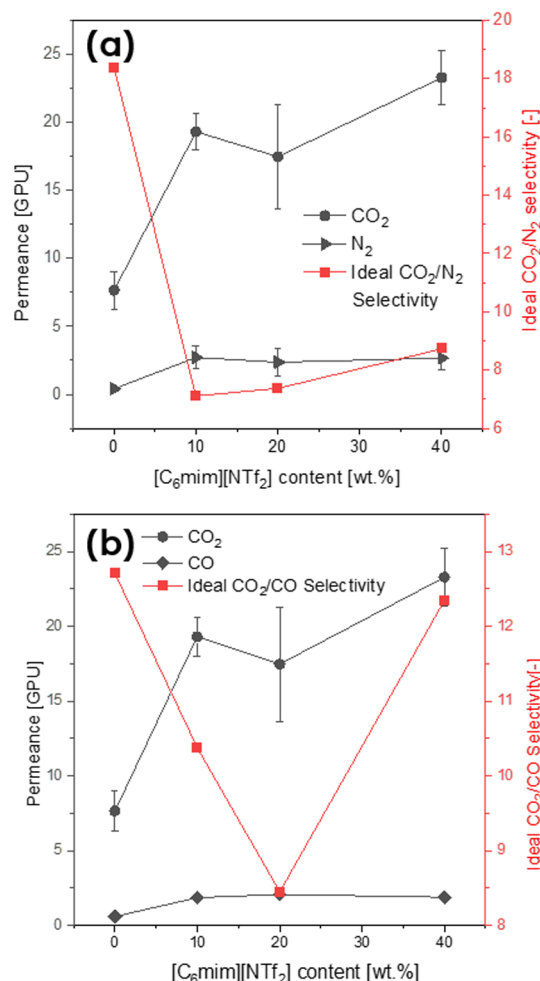 (a)
25
20
15
10
5
0
Permeance [GPU]
CO₂
N₂
Ideal CO₂/N₂
Selectivity
20
18
16
14
12
11
10
9
8
7
6
Ideal CO₂/N₂ selectivity [-]
0 10 20 30 40
[C₆mim][NTf₂] content [wt.%]
(b)
CO₂
CO
Ideal CO₂/CO Selectivity
25
20
15
10
5
0
Permeance [GPU]
13
12
11
10
9
8
Ideal CO₂/CO Selectivity[-]
0 10 20 30 40
[C₆mim][NTf₂] content [wt.%]